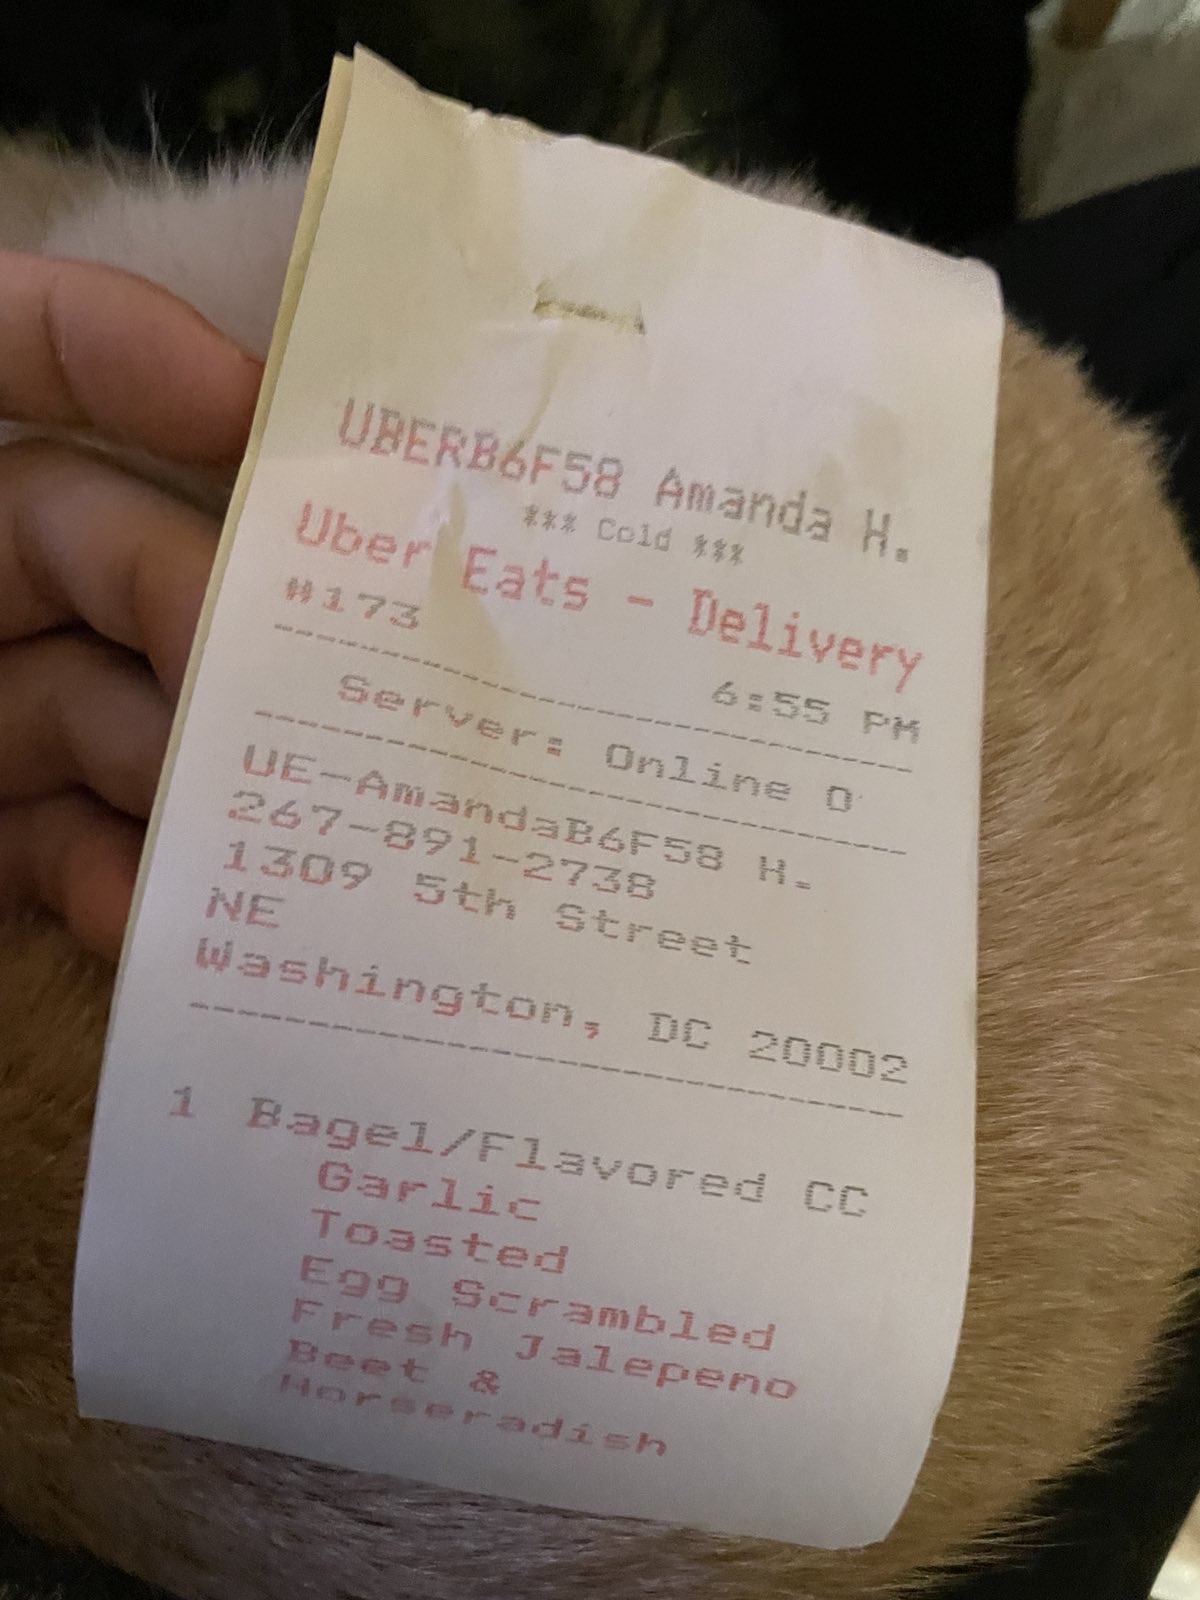 UBERB6F58 Amanda H.
*** Cold ***
Uber Eats - Delivery
#173
6:55 PM
Server: Online O
UE-AmandaB6F58 H.
267-891-2738
1309 5th Street
NE
Washington, DC 20002
1 Bagel/Flavored CC
Garlic
Toasted
Egg Scrambled
Fresh Jalepeno
Beet &
Horseradish